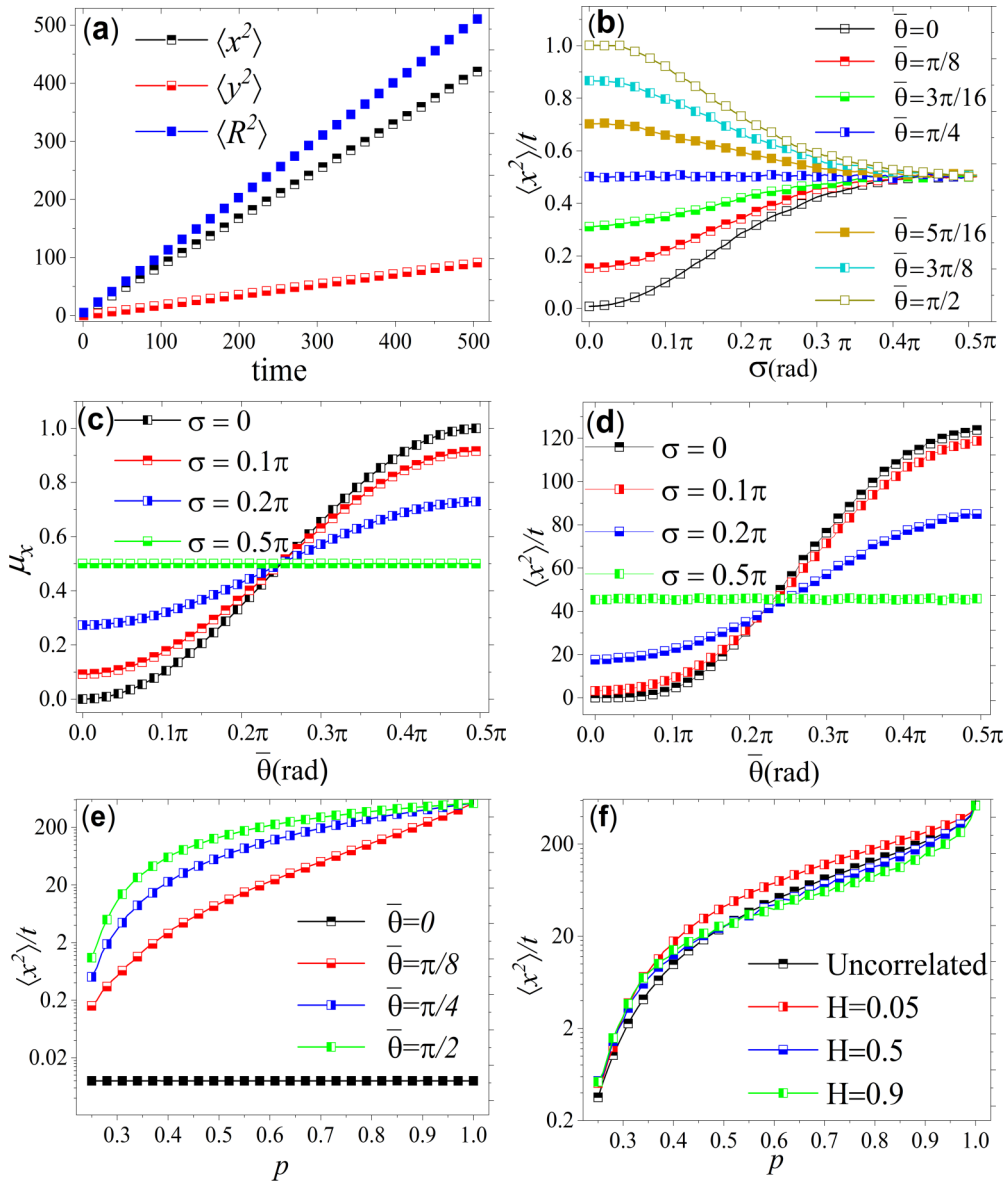 (a)
⟨x²⟩
⟨y²⟩
⟨R²⟩
500
400
300
200
100
0
0 100 200 300 400 500
time
(b)
θ̅=0
θ̅=π/8
θ̅=3π/16
θ̅=π/4
θ̅=5π/16
θ̅=3π/8
θ̅=π/2
⟨x²⟩/t
1.0
0.8
0.6
0.4
0.2
0.0
0.0 0.1π 0.2π 0.3 π π 0.5π
σ(rad)
(c)
σ = 0
σ = 0.1π
σ = 0.2π
σ = 0.5π
μₓ
1.0
0.8
0.6
0.4
0.2
0.0
0.0 0.1π 0.2π 0.3π 0.4π 0.5π
θ̅(rad)
(d)
σ = 0
σ = 0.1π
σ = 0.2π
σ = 0.5π
⟨x²⟩/t
120
100
80
60
40
20
0
0.0 0.1π 0.2π 0.3π 0.4π 0.5π
θ̅(rad)
(e)
θ̅=0
θ̅=π/8
θ̅=π/4
θ̅=π/2
⟨x²⟩/t
200
20
2
0.2
0.02
0.3 0.4 0.5 0.6 0.7 0.8 0.9 1.0
p
(f)
Uncorrelated
H=0.05
H=0.5
H=0.9
⟨x²⟩/t
200
20
2
0.2
0.3 0.4 0.5 0.6 0.7 0.8 0.9 1.0
p